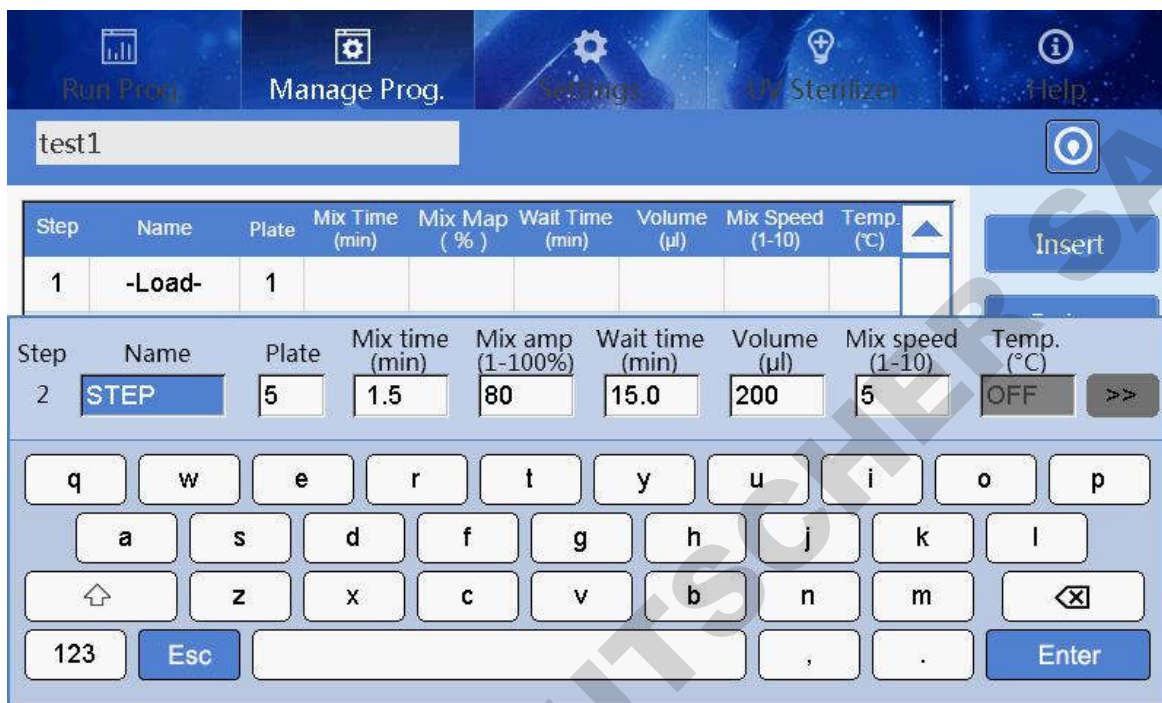 Run Prog. Manage Prog. Settings UV Sterilizer Help
test1
Step Name Plate Mix Time (min) Mix Map ( % ) Wait Time (min) Volume (µl) Mix Speed (1-10) Temp. (℃)
Insert
1 -Load- 1
Step Name Plate Mix time (min) Mix amp (1-100%) Wait time (min) Volume (µl) Mix speed (1-10) Temp. (°C)
2 STEP 5 1.5 80 15.0 200 5 OFF >>
q w e r t y u i o p
a s d f g h j k l
z x c v b n m
123 Esc , . Enter